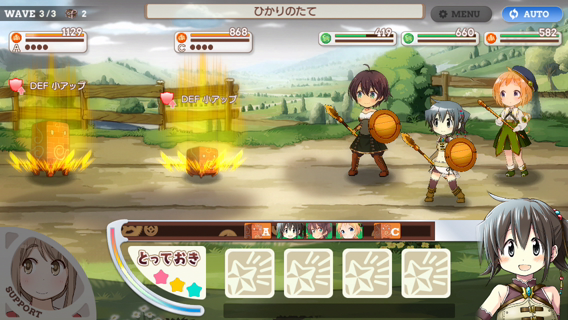 WAVE 3/3 2
ひかりのたて
MENU
AUTO
1129
A
868
C
419
660
582
DEF 小アップ
DEF 小アップ
A
C
とっておき
SUPPORT